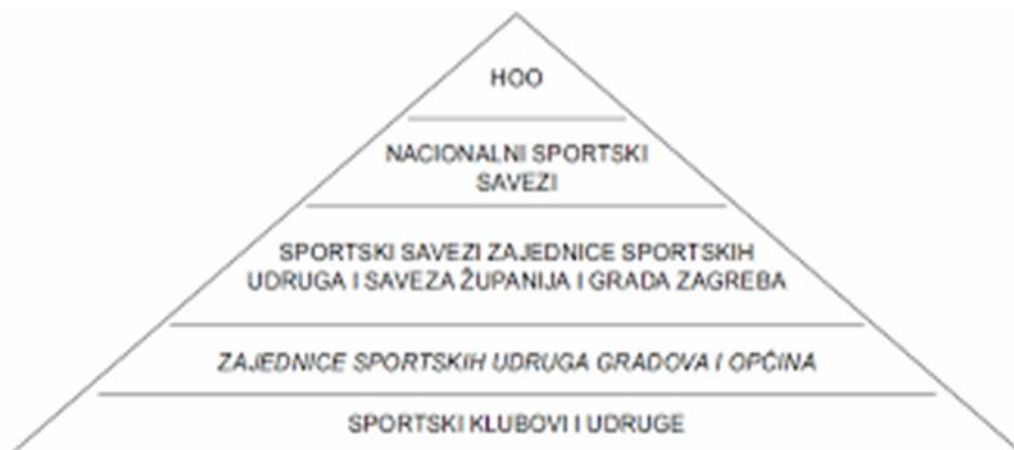 HOO
NACIONALNI SPORTSKI
SAVEZI
SPORTSKI SAVEZI ZAJEDNICE SPORTSKIH
UDRUGA I SAVEZA ŽUPANIJA I GRADA ZAGREBA
ZAJEDNICE SPORTSKIH UDRUGA GRADOVA I OPĆINA
SPORTSKI KLUBOVI I UDRUGE